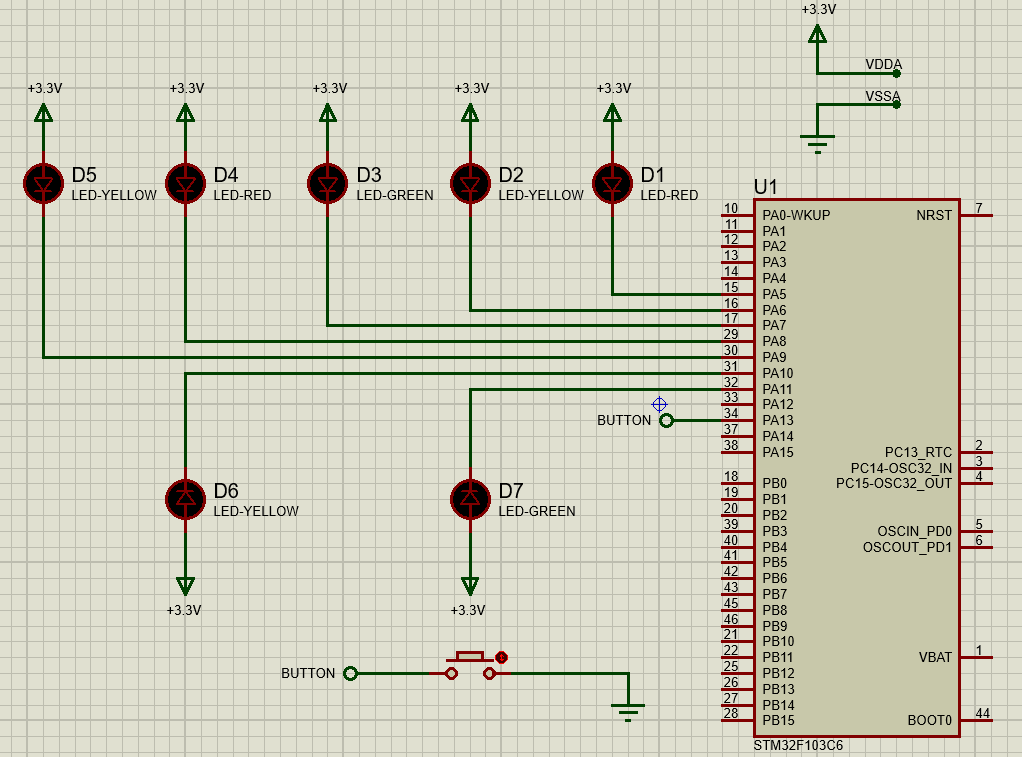 +3.3V
VDDA
VSSA
+3.3V +3.3V +3.3V +3.3V +3.3V
D5 D4 D3 D2 D1
LED-YELLOW LED-RED LED-GREEN LED-YELLOW LED-RED
U1
10 PA0-WKUP NRST 7
11 PA1
12 PA2
13 PA3
14 PA4
15 PA5
16 PA6
17 PA7
29 PA8
30 PA9
31 PA10
32 PA11
33 PA12
BUTTON 34 PA13
37 PA14
38 PA15 PC13_RTC 2
PC14-OSC32_IN 3
18 PB0 PC15-OSC32_OUT 4
D6 D7
LED-YELLOW LED-GREEN
19 PB1
20 PB2
39 PB3 OSCIN_PD0 5
40 PB4 OSCOUT_PD1 6
41 PB5
42 PB6
43 PB7
45 PB8
+3.3V +3.3V
46 PB9
21 PB10
22 PB11 VBAT 1
BUTTON 25 PB12
26 PB13
27 PB14
28 PB15 BOOT0 44
STM32F103C6